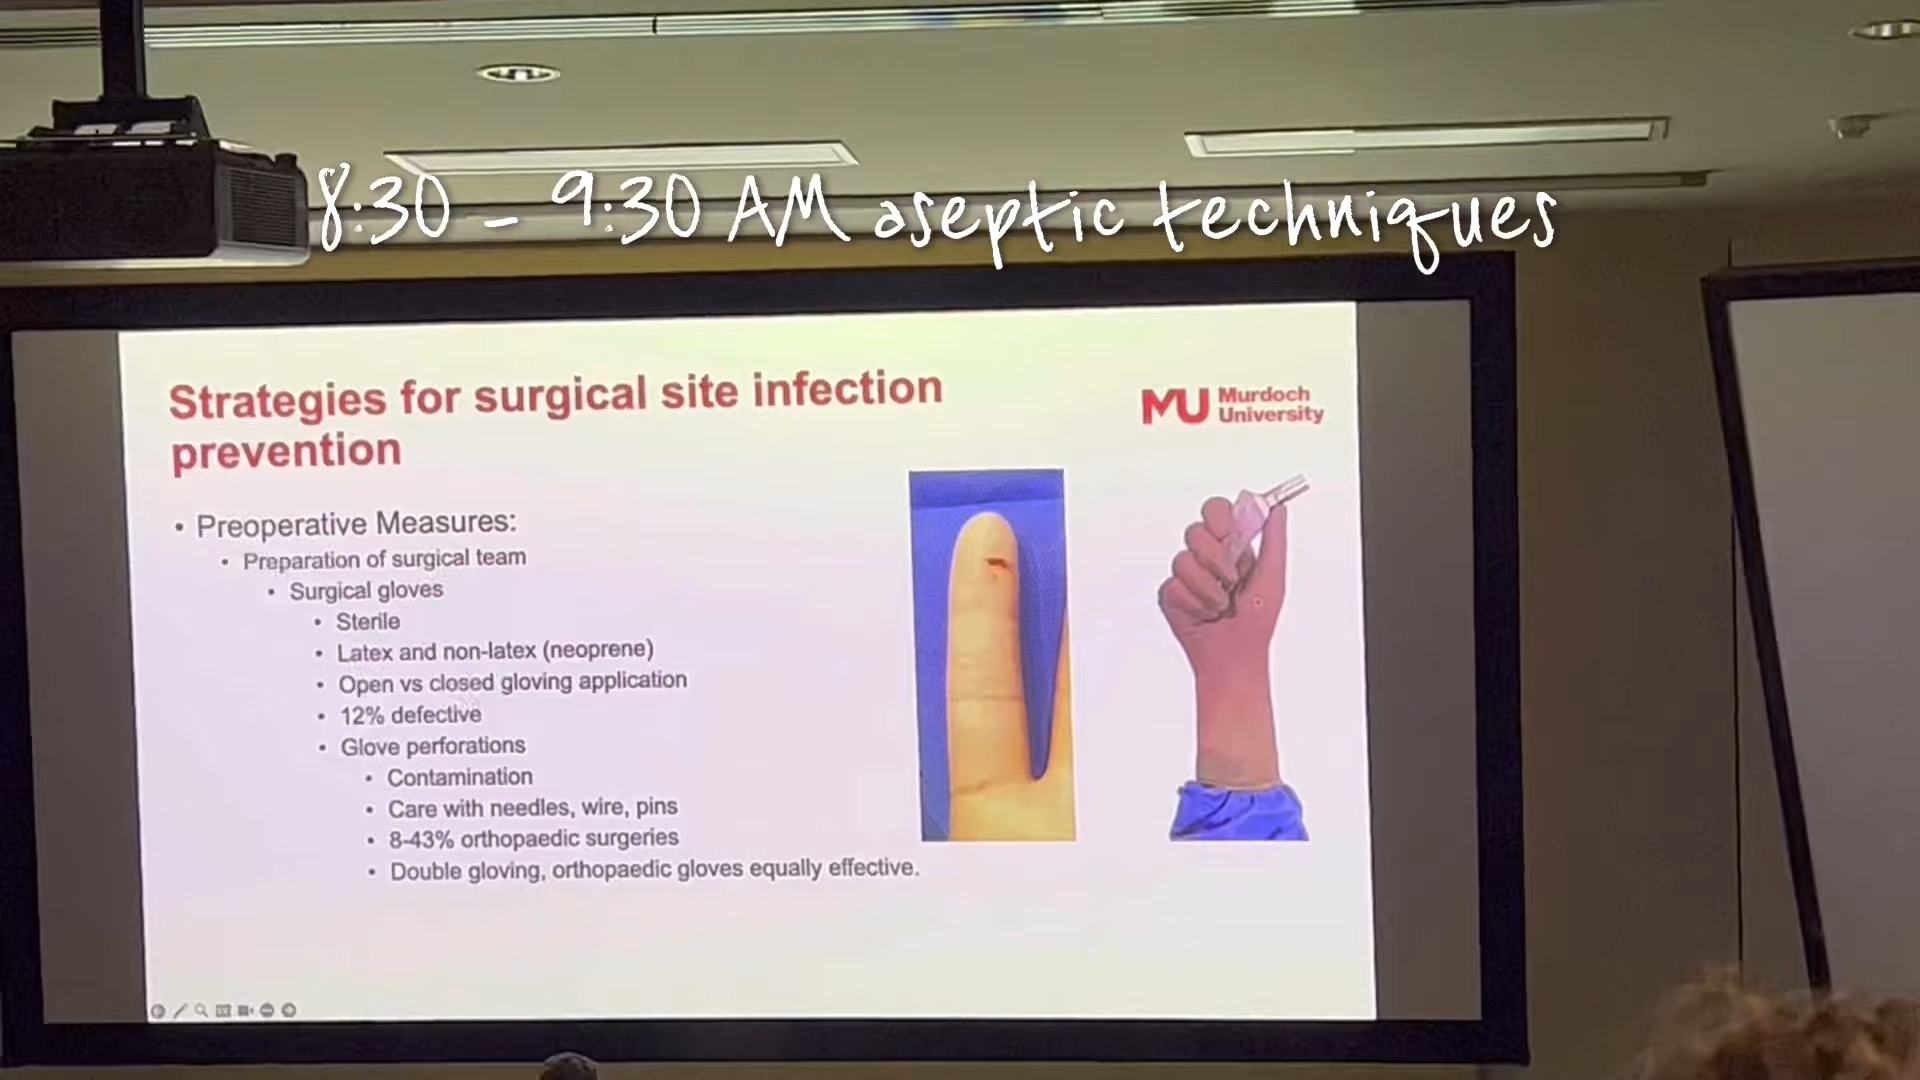 8:30 - 9:30 AM aseptic techniques
Strategies for surgical site infection
prevention
MU Murdoch
University
• Preoperative Measures:
• Preparation of surgical team
• Surgical gloves
• Sterile
• Latex and non-latex (neoprene)
• Open vs closed gloving application
• 12% defective
• Glove perforations
• Contamination
• Care with needles, wire, pins
• 8-43% orthopaedic surgeries
• Double gloving, orthopaedic gloves equally effective.